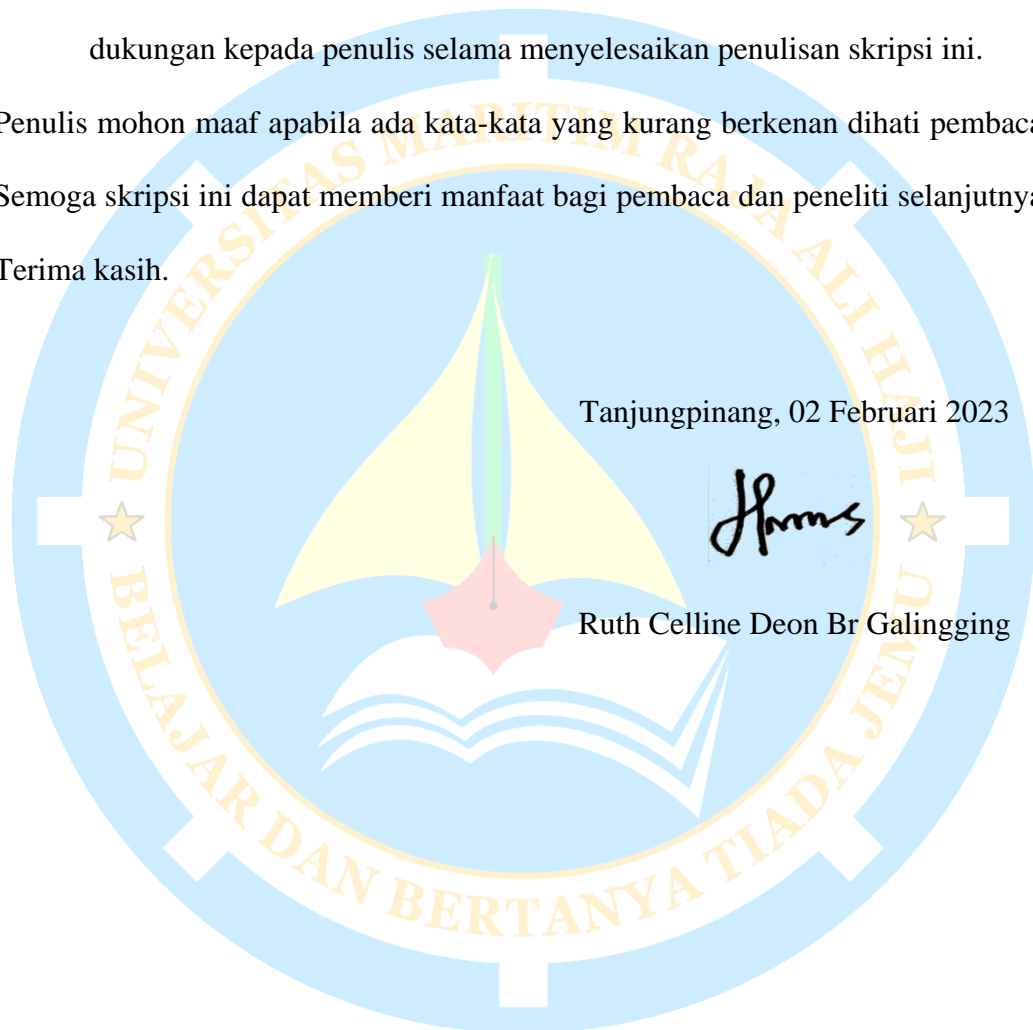 dukungan kepada penulis selama menyelesaikan penulisan skripsi ini.
Penulis mohon maaf apabila ada kata-kata yang kurang berkenan dihati pembaca
Semoga skripsi ini dapat memberi manfaat bagi pembaca dan peneliti selanjutnya
Terima kasih.
Tanjungpinang, 02 Februari 2023
Ruth Celline Deon Br Galingging
UNIVERSITAS MARITIM RAJA ALI HAJI
BELAJAR DAN BERTANYA TIADA JEMU